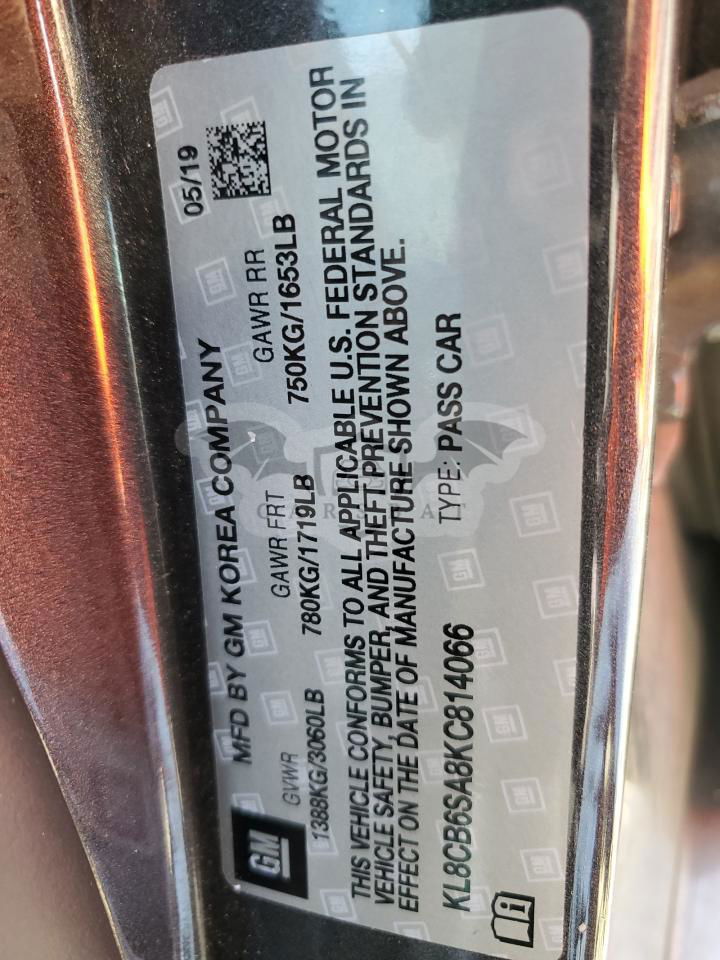 MFD BY GM KOREA COMPANY 05/19
GM
GVWR GAWR FRT GAWR RR
1388KG/3060LB 780KG/1719LB 750KG/1653LB
THIS VEHICLE CONFORMS TO ALL APPLICABLE U.S. FEDERAL MOTOR
VEHICLE SAFETY, BUMPER, AND THEFT PREVENTION STANDARDS IN
EFFECT ON THE DATE OF MANUFACTURE SHOWN ABOVE.
KL8CB6SA8KC814066 TYPE: PASS CAR